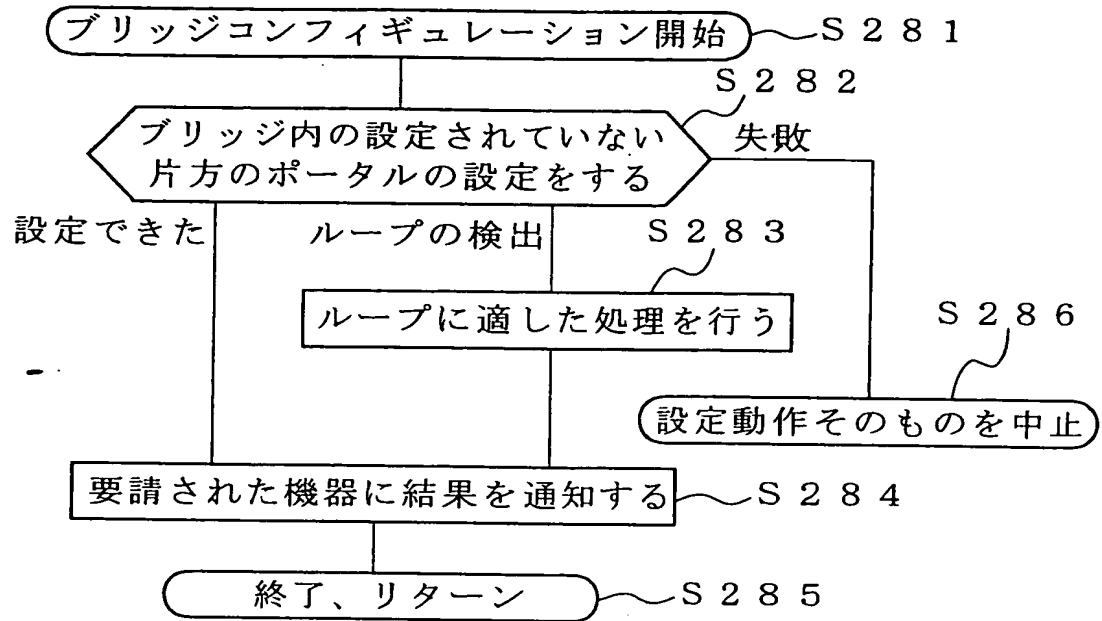 ブリッジコンフィギュレーション開始
S281
S282
ブリッジ内の設定されていない
片方のポータルの設定をする
失敗
設定できた
ループの検出
S283
ループに適した処理を行う
S286
設定動作そのものを中止
要請された機器に結果を通知する
S284
終了、リターン
S285